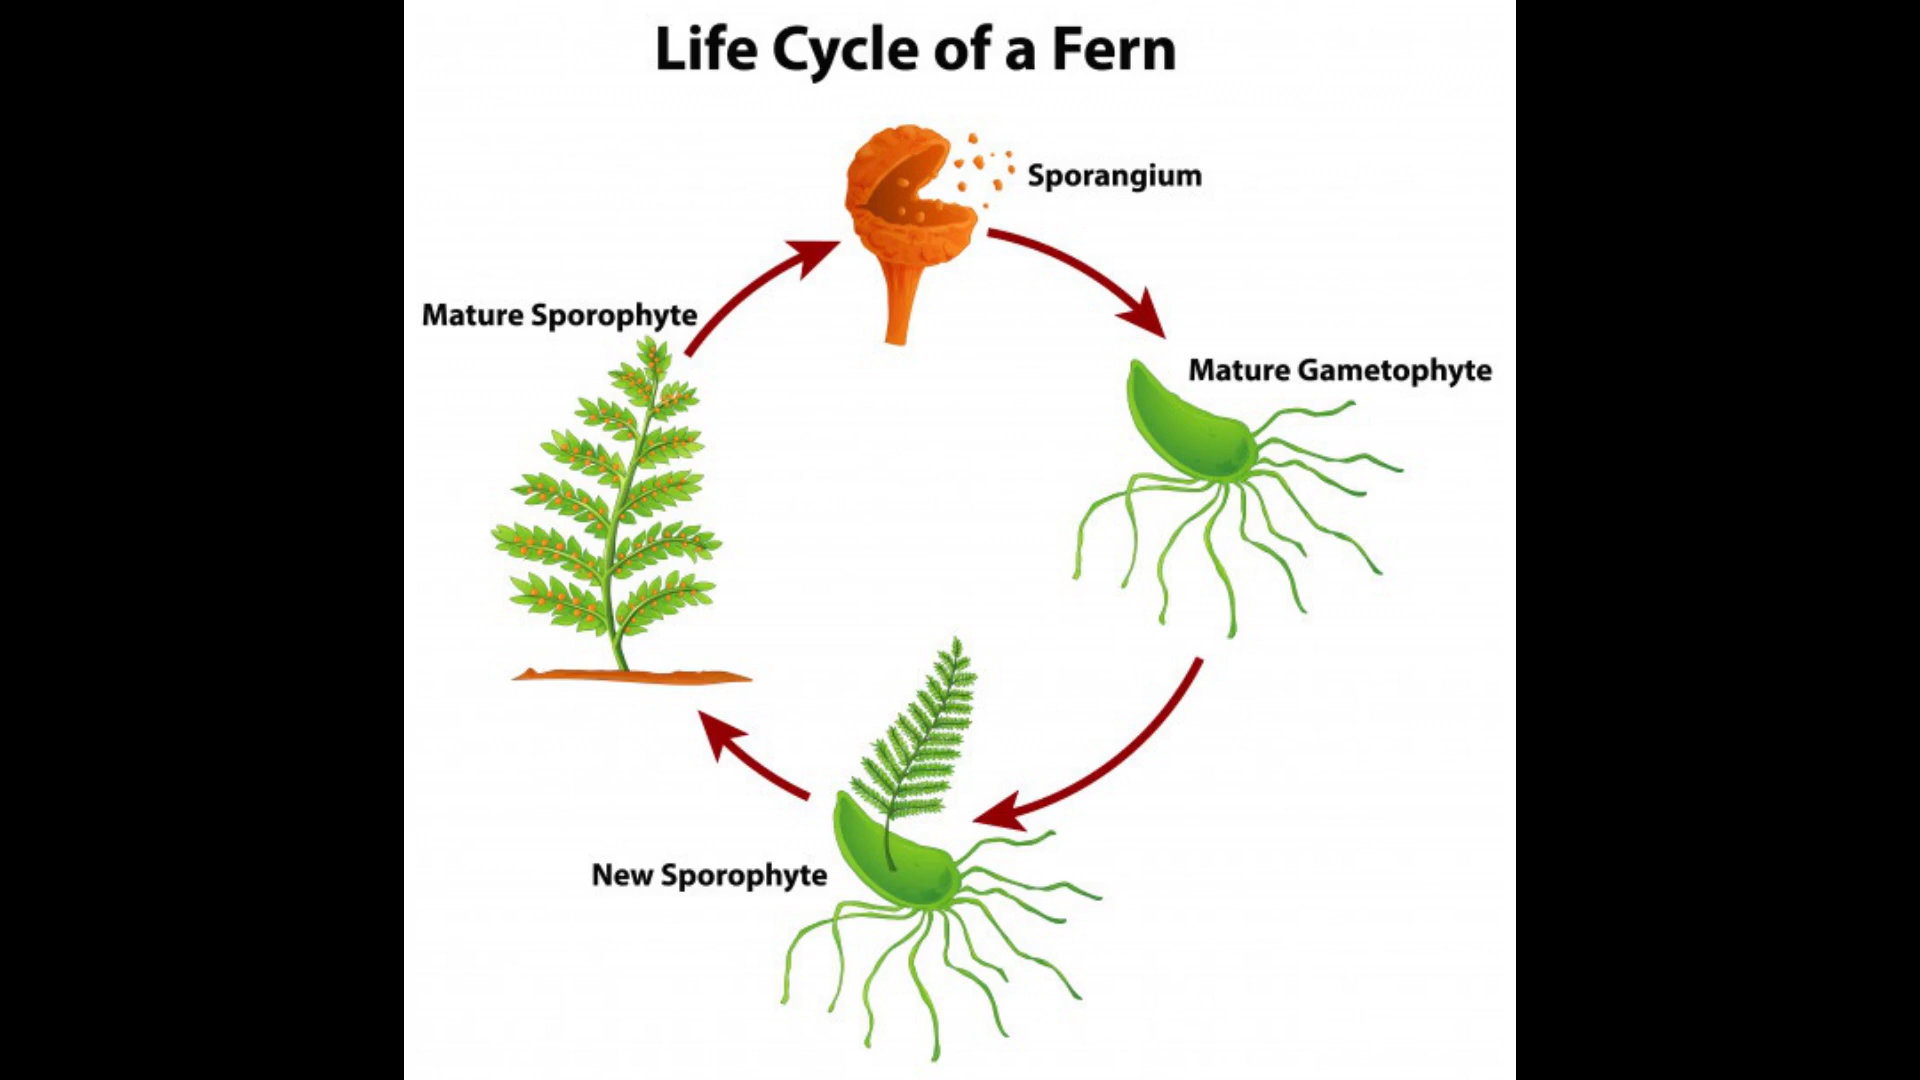 Life Cycle of a Fern
Sporangium
Mature Sporophyte
Mature Gametophyte
New Sporophyte